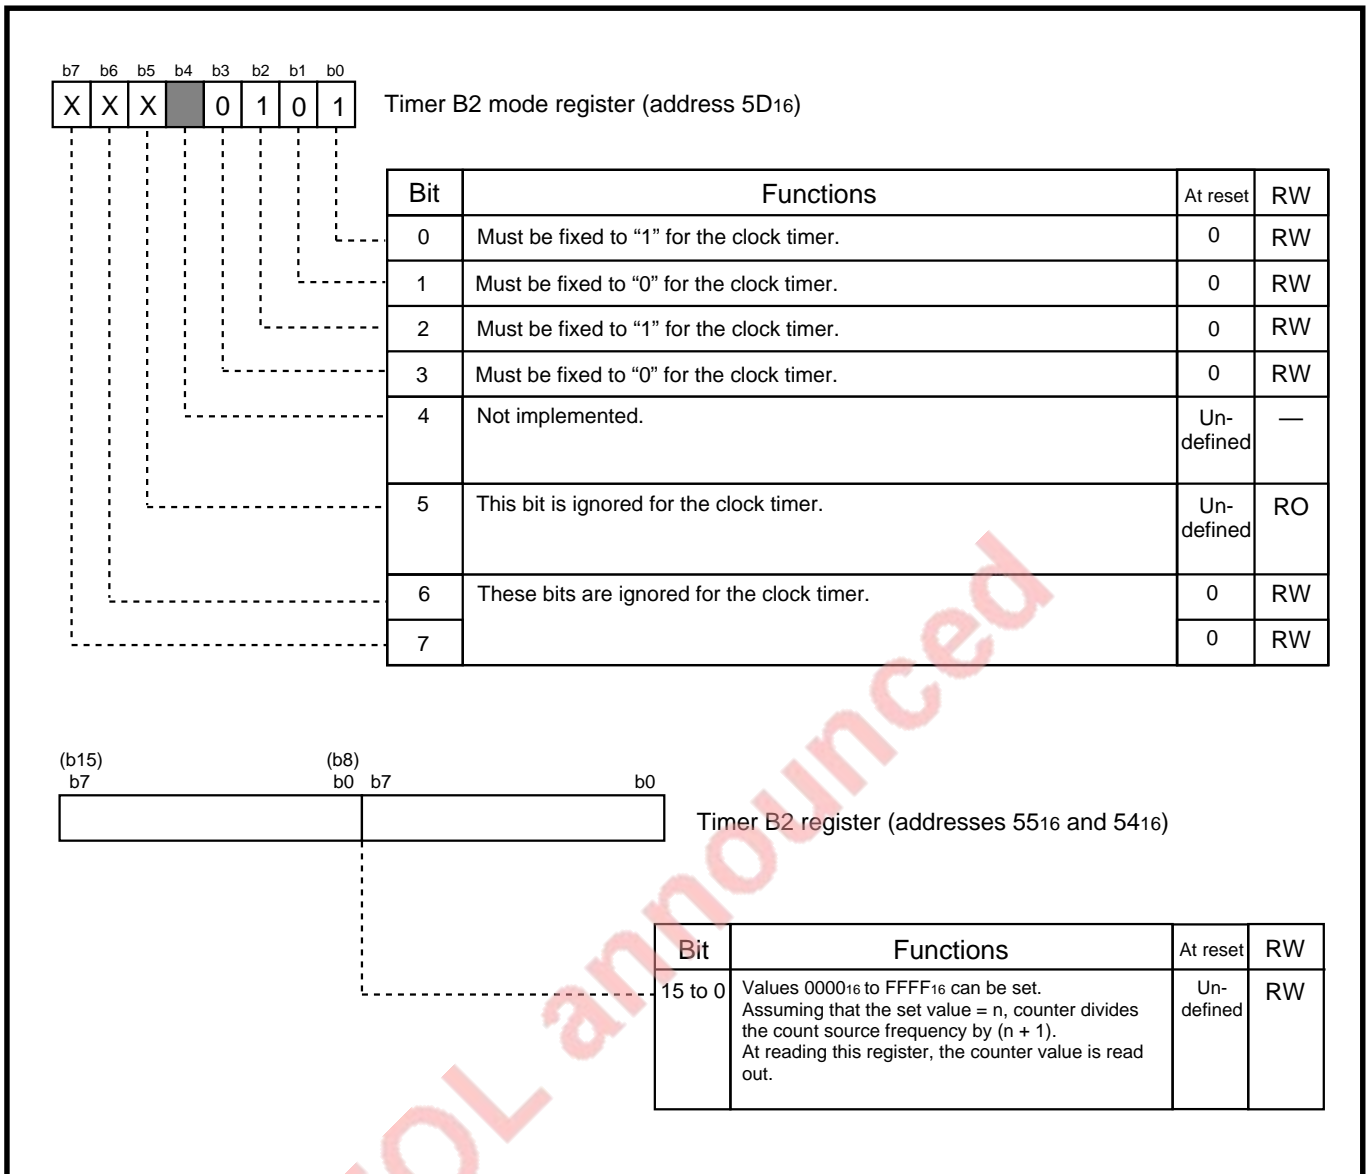 b7 b6 b5 b4 b3 b2 b1 b0
X X X 0 1 0 1
Timer B2 mode register (address 5D16)
Bit Functions At reset RW
0 Must be fixed to “1” for the clock timer. 0 RW
1 Must be fixed to “0” for the clock timer. 0 RW
2 Must be fixed to “1” for the clock timer. 0 RW
3 Must be fixed to “0” for the clock timer. 0 RW
4 Not implemented. Un- —
defined
5 This bit is ignored for the clock timer. Un- RO
defined
6 These bits are ignored for the clock timer. 0 RW
7 0 RW
(b15) (b8)
b7 b0 b7 b0
Timer B2 register (addresses 5516 and 5416)
Bit Functions At reset RW
15 to 0 Values 000016 to FFFF16 can be set. Un- RW
Assuming that the set value = n, counter divides defined
the count source frequency by (n + 1).
At reading this register, the counter value is read
out.
announced